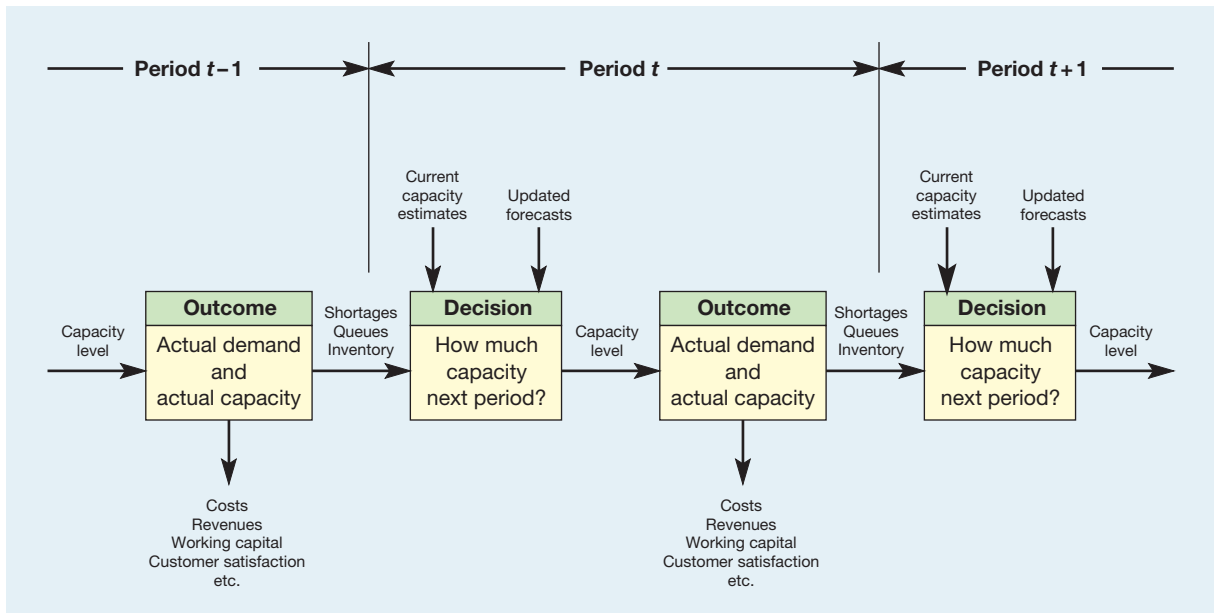 Period t – 1
Period t
Period t + 1
Current
capacity
estimates
Updated
forecasts
Current
capacity
estimates
Updated
forecasts
Capacity
level
Outcome
Actual demand
and
actual capacity
Shortages
Queues
Inventory
Decision
How much
capacity
next period?
Capacity
level
Outcome
Actual demand
and
actual capacity
Shortages
Queues
Inventory
Decision
How much
capacity
next period?
Capacity
level
Costs
Revenues
Working capital
Customer satisfaction
etc.
Costs
Revenues
Working capital
Customer satisfaction
etc.